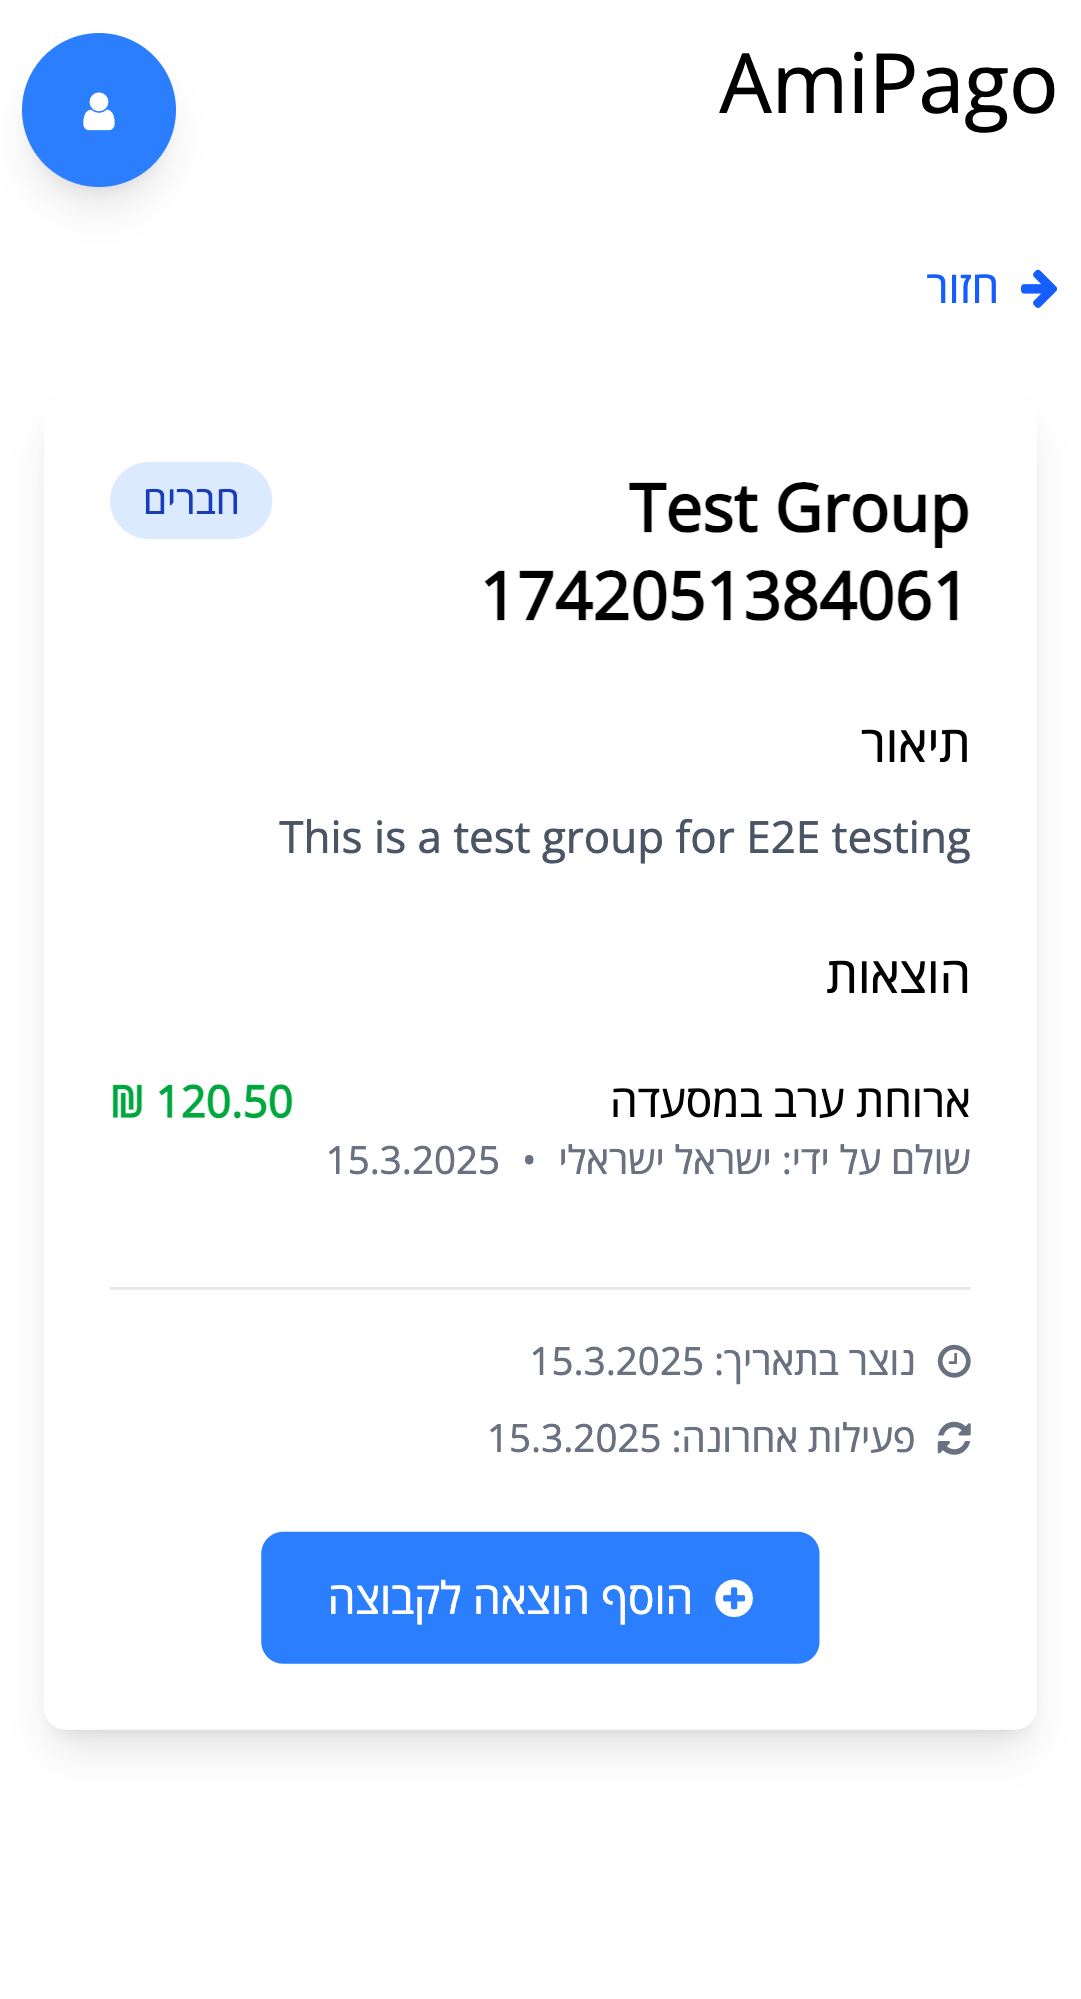 AmiPago
חזור
Test Group
1742051384061
חברים
תיאור
This is a test group for E2E testing
הוצאות
ארוחת ערב במסעדה
120.50 ₪
שולם על ידי: ישראל ישראלי • 15.3.2025
נוצר בתאריך: 15.3.2025
פעילות אחרונה: 15.3.2025
הוסף הוצאה לקבוצה